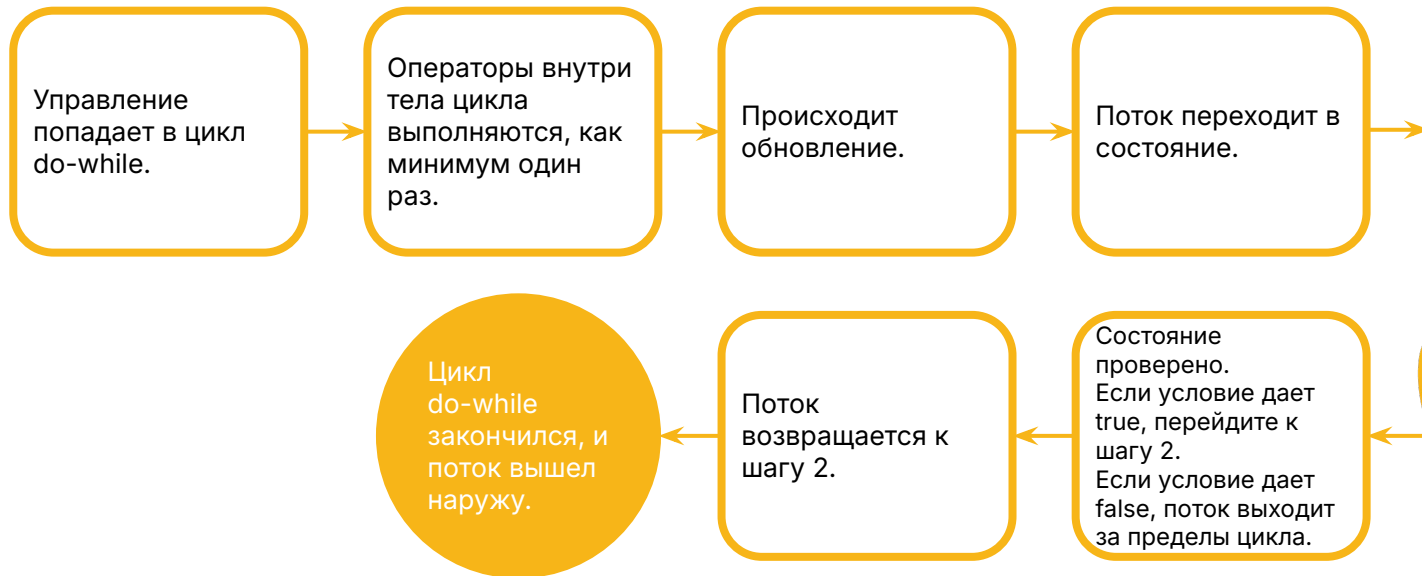 Управление
попадает в цикл
do-while.
Операторы внутри
тела цикла
выполняются, как
минимум один
раз.
Происходит
обновление.
Поток переходит в
состояние.
Состояние
проверено.
Если условие дает
true, перейдите к
шагу 2.
Если условие дает
false, поток выходит
за пределы цикла.
Поток
возвращается к
шагу 2.
Цикл
do-while
закончился, и
поток вышел
наружу.